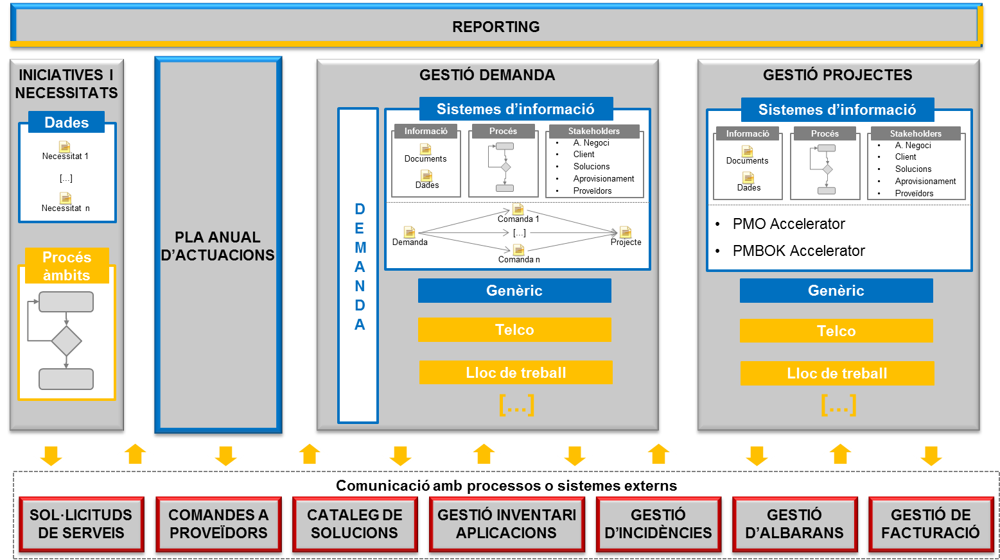 REPORTING
INICIATIVES I
NECESSITATS
Dades
Necessitat 1
[...]
Necessitat n
Procés
àmbits
PLA ANUAL
D’ACTUACIONS
GESTIÓ DEMANDA
D
E
M
A
N
D
A
Sistemes d’informació
Informació
Documents
Dades
Procés
Stakeholders
• A. Negoci
• Client
• Solucions
• Aprovisionament
• Proveïdors
Demanda
Comanda 1
[...]
Comanda n
Projecte
Genèric
Telco
Lloc de treball
[...]
GESTIÓ PROJECTES
Sistemes d’informació
Informació
Documents
Dades
Procés
Stakeholders
• A. Negoci
• Client
• Solucions
• Aprovisionament
• Proveïdors
• PMO Accelerator
• PMBOK Accelerator
Genèric
Telco
Lloc de treball
[...]
Comunicació amb processos o sistemes externs
SOL·LICITUDS
DE SERVEIS
COMANDES A
PROVEÏDORS
CATALEG DE
SOLUCIONS
GESTIÓ INVENTARI
APLICACIONS
GESTIÓ
D’INCIDÈNCIES
GESTIÓ
D’ALBARANS
GESTIÓ DE
FACTURACIÓ